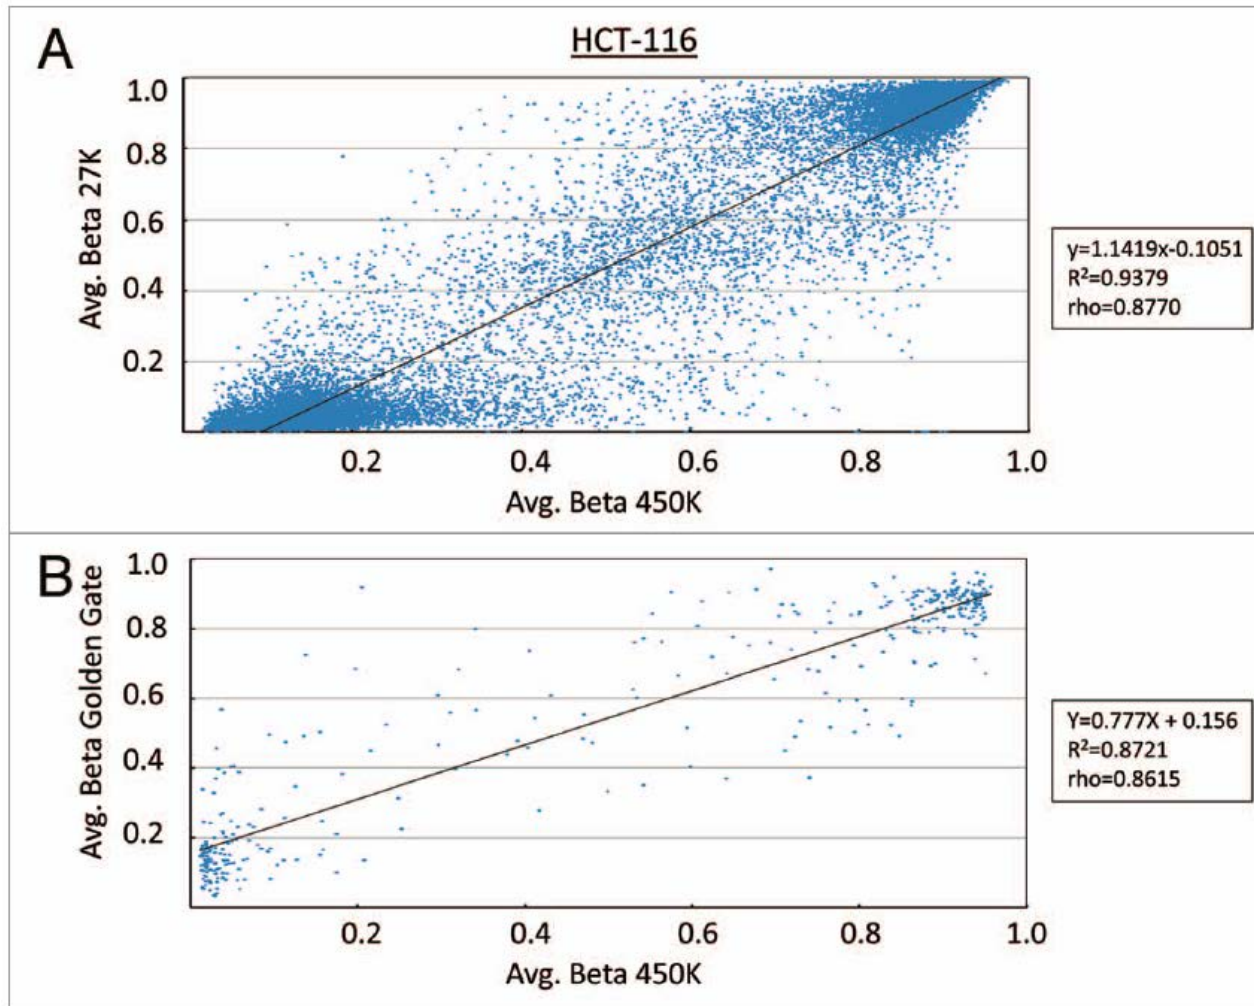 A
HCT-116
Avg. Beta 27K
1.0
0.8
0.6
0.4
0.2
0.2 0.4 0.6 0.8 1.0
Avg. Beta 450K
y=1.1419x-0.1051
R²=0.9379
rho=0.8770
B
Avg. Beta Golden Gate
1.0
0.8
0.6
0.4
0.2
0.2 0.4 0.6 0.8 1.0
Avg. Beta 450K
Y=0.777X + 0.156
R²=0.8721
rho=0.8615